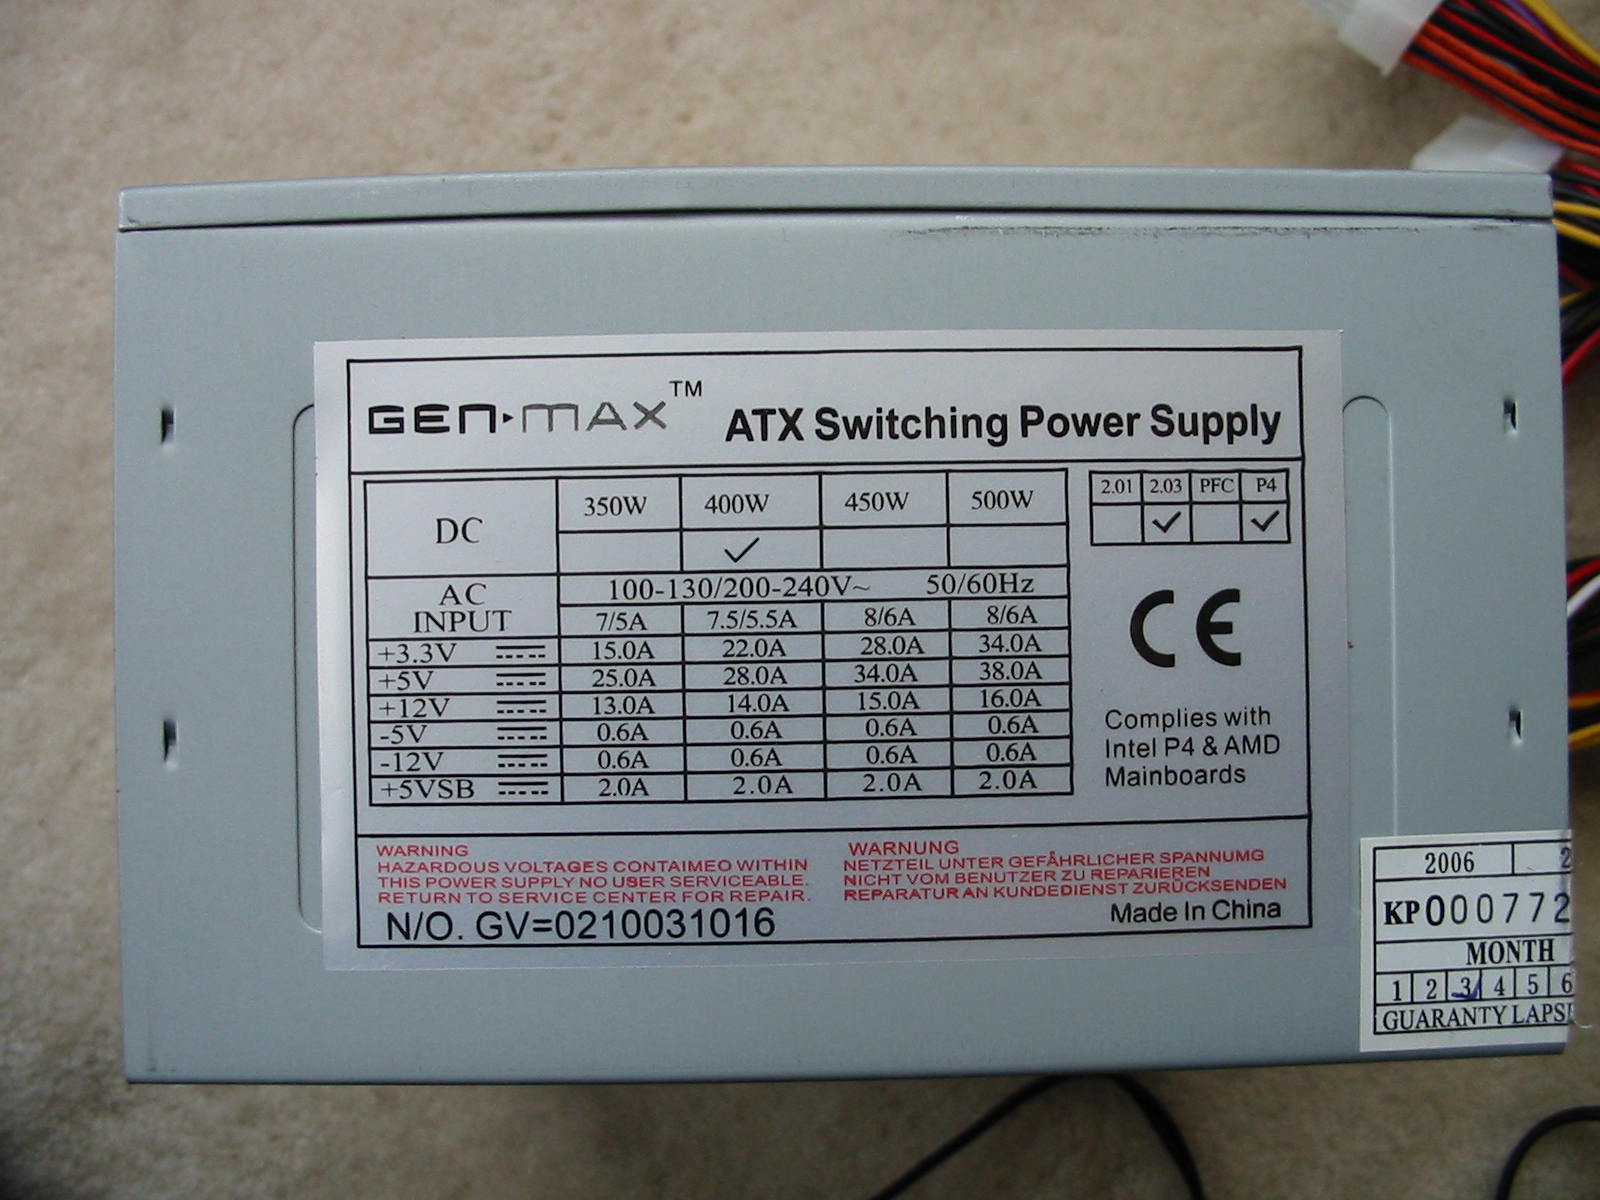 GEN-MAX TM
ATX Switching Power Supply
DC 350W 400W 450W 500W
✓
2.01 2.03 PFC P4
✓ ✓
AC INPUT 100-130/200-240V~ 50/60Hz
7/5A 7.5/5.5A 8/6A 8/6A
+3.3V 15.0A 22.0A 28.0A 34.0A
+5V 25.0A 28.0A 34.0A 38.0A
+12V 13.0A 14.0A 15.0A 16.0A
-5V 0.6A 0.6A 0.6A 0.6A
-12V 0.6A 0.6A 0.6A 0.6A
+5VSB 2.0A 2.0A 2.0A 2.0A
CE
Complies with
Intel P4 & AMD
Mainboards
WARNING
HAZARDOUS VOLTAGES CONTAIMEO WITHIN
THIS POWER SUPPLY NO USER SERVICEABLE.
RETURN TO SERVICE CENTER FOR REPAIR.
WARNUNG
NETZTEIL UNTER GEFÅHRLICHER SPANNUMG
NICHT VOM BENUTZER ZU REPARIEREN
REPARATUR AN KUNDEDIENST ZURÜCKSENDEN
N/O. GV=0210031016
Made In China
2006 2
KP000772
MONTH
1 2 3 4 5 6
GUARANTY LAPS